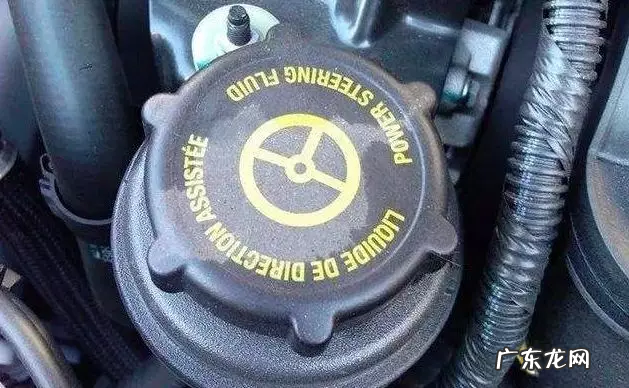 POWER STEERING FLUID
LIQUIDE DE DIRECTION ASSISTÉE
广东龙网